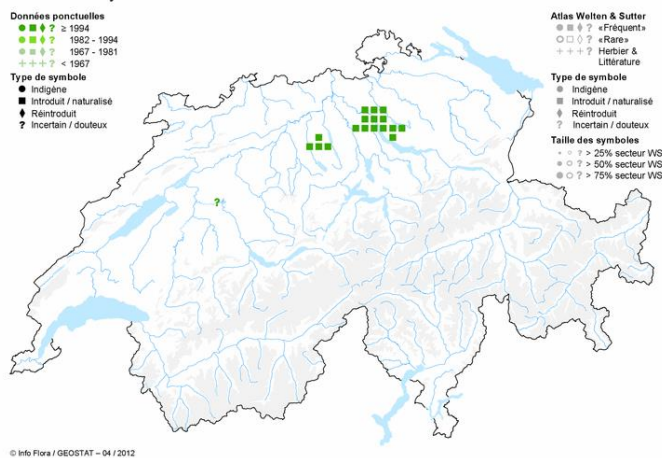 Données ponctuelles
? ≥ 1994
? 1982 - 1994
? 1967 - 1981
+++? < 1967
Type de symbole
Indigène
Introduit / naturalisé
Réintroduit
? Incertain / douteux
Atlas Welten & Sutter
? «Fréquent»
? «Rare»
+++ Herbier &
Littérature
Type de symbole
Indigène
Introduit / naturalisé
Réintroduit
? Incertain / douteux
Taille des symboles
? > 25% secteur WS
? > 50% secteur WS
? > 75% secteur WS
?
© Info Flora / GEOSTAT – 04 / 2012